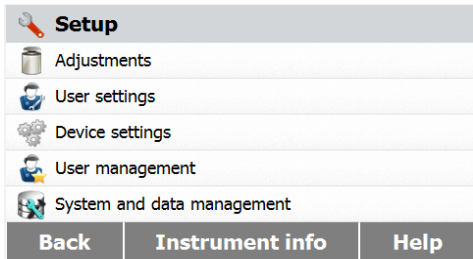 Setup
Adjustments
User settings
Device settings
User management
System and data management
Back Instrument info Help